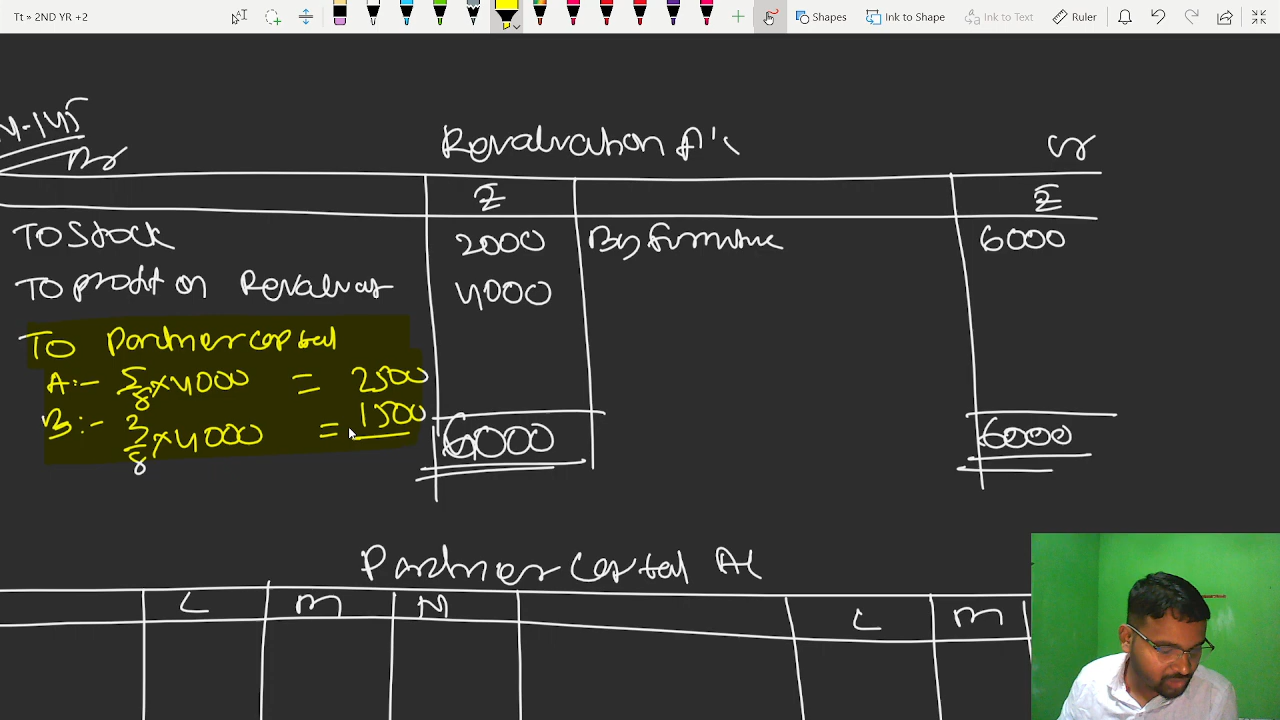 Tt » 2ND YR +2
Shapes
Ink to Shape
Ink to Text
Ruler
Dr
Revaluation A/c
Cr
₹
₹
To Stock
2000
By furniture
6000
To profit on Revaluat
4000
To Partner capital
A:- 5/8 × 4000 = 2500
B:- 3/8 × 4000 = 1500
6000
6000
Partner Capital Ac
L M N
L M